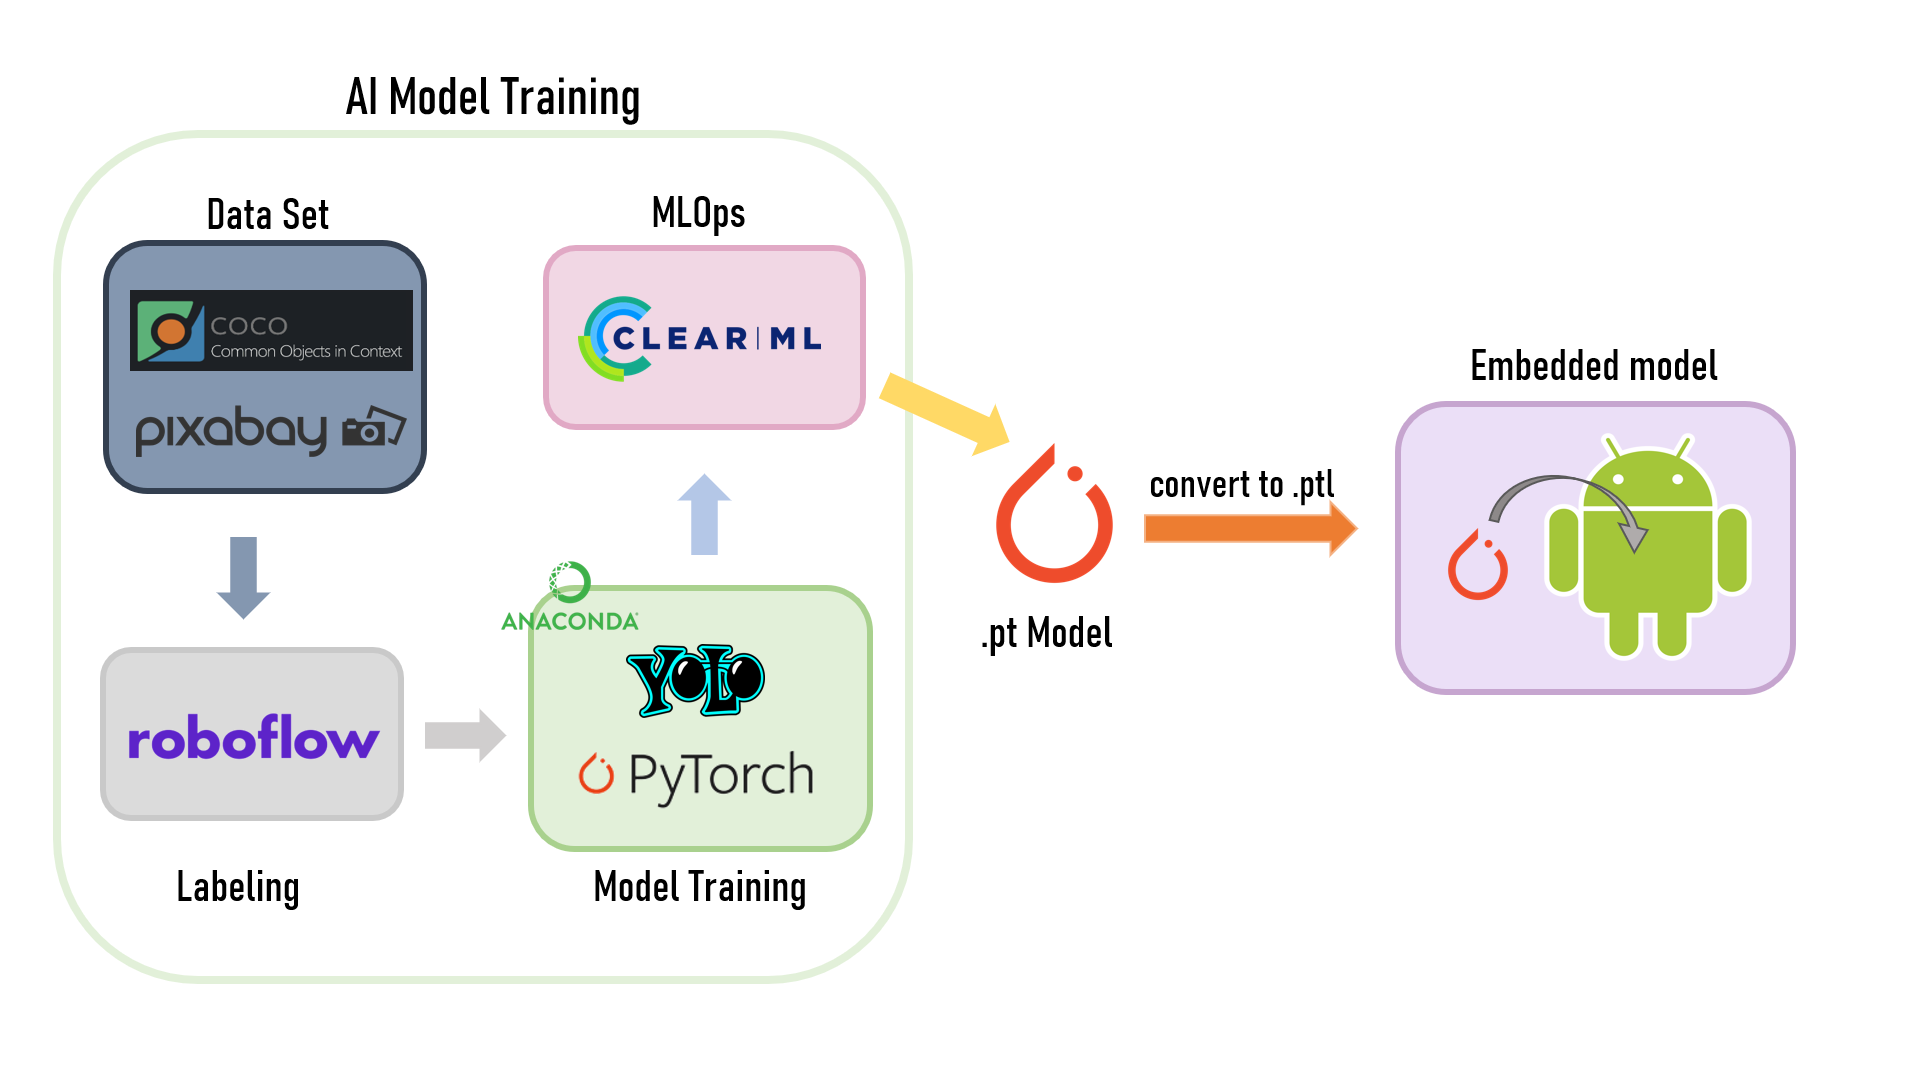 AI Model Training
Data Set
COCO
Common Objects in Context
pixabay
Labeling
roboflow
MLOps
CLEAR|ML
ANACONDA
YOLO
PyTorch
Model Training
.pt Model
convert to .ptl
Embedded model